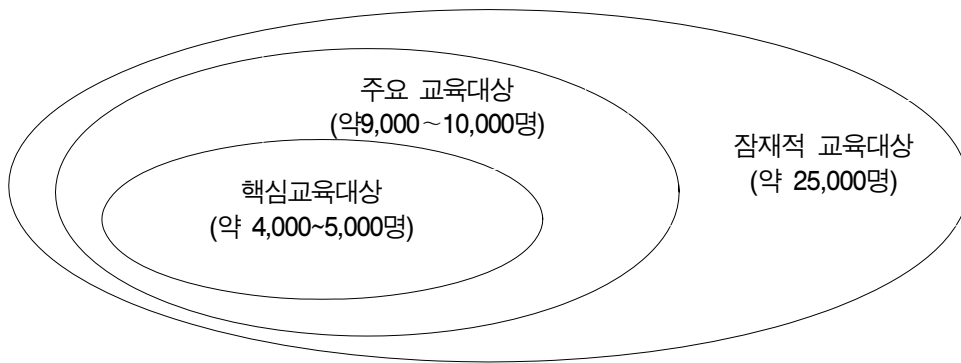 주요 교육대상
(약9,000～10,000명)
잠재적 교육대상
(약 25,000명)
핵심교육대상
(약 4,000~5,000명)